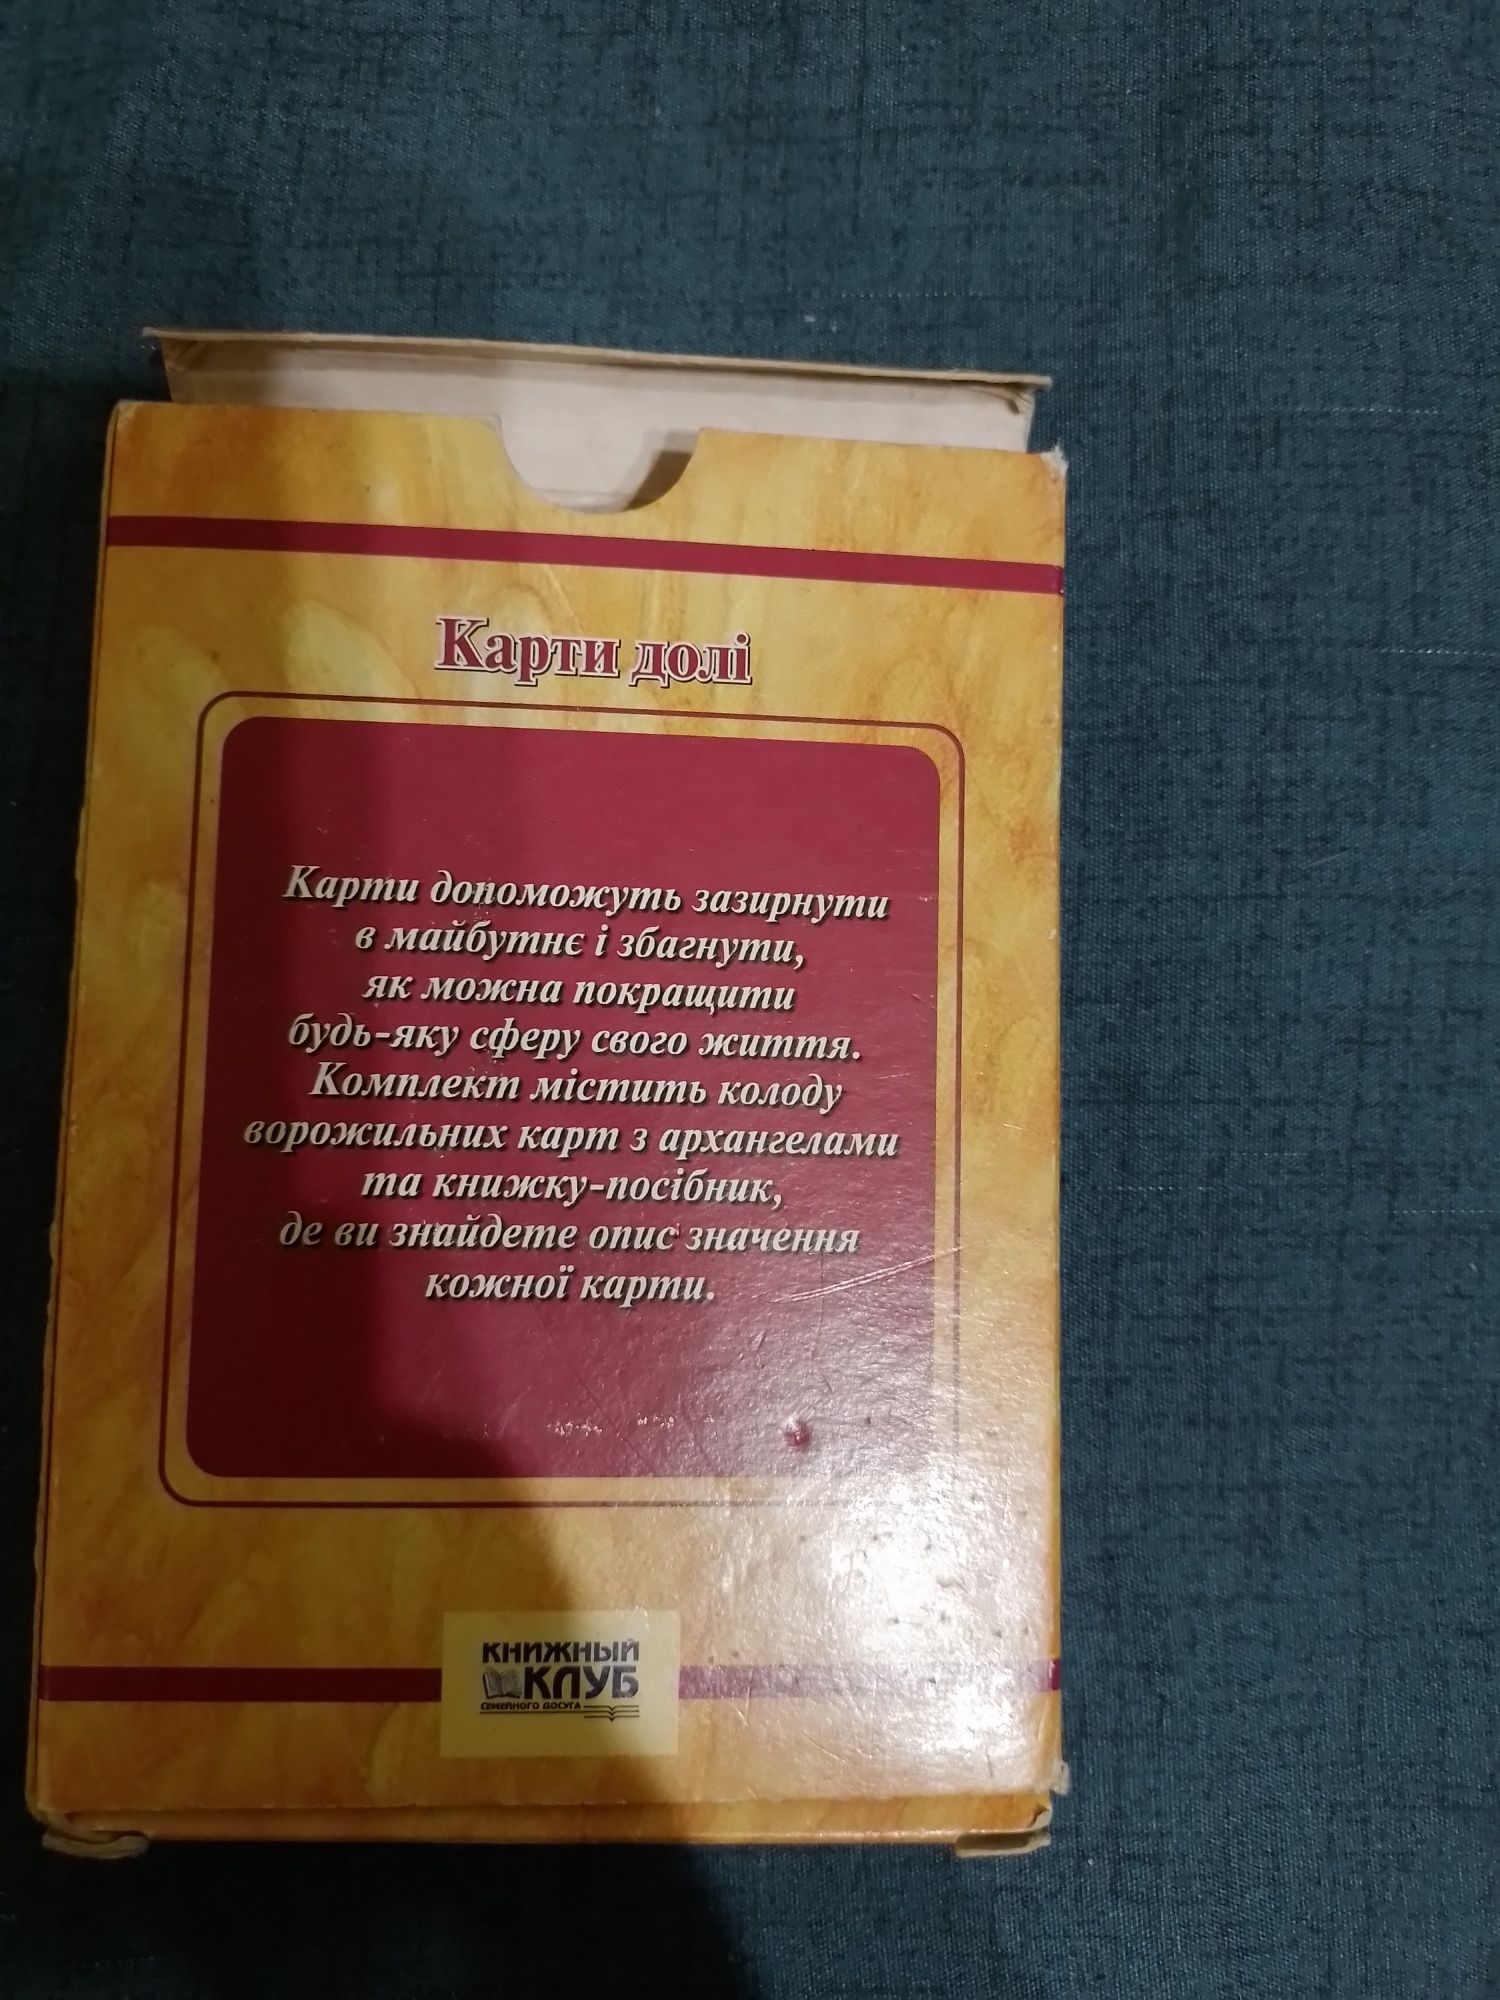 Карти долі
Карти допоможуть зазирнути
в майбутнє і збагнути,
як можна покращити
будь-яку сферу свого життя.
Комплект містить колоду
ворожильних карт з архангелами
та книжку-посібник,
де ви знайдете опис значення
кожної карти.
КНИЖНЫЙ
КЛУБ
СЕМЕЙНОГО ДОСУГА